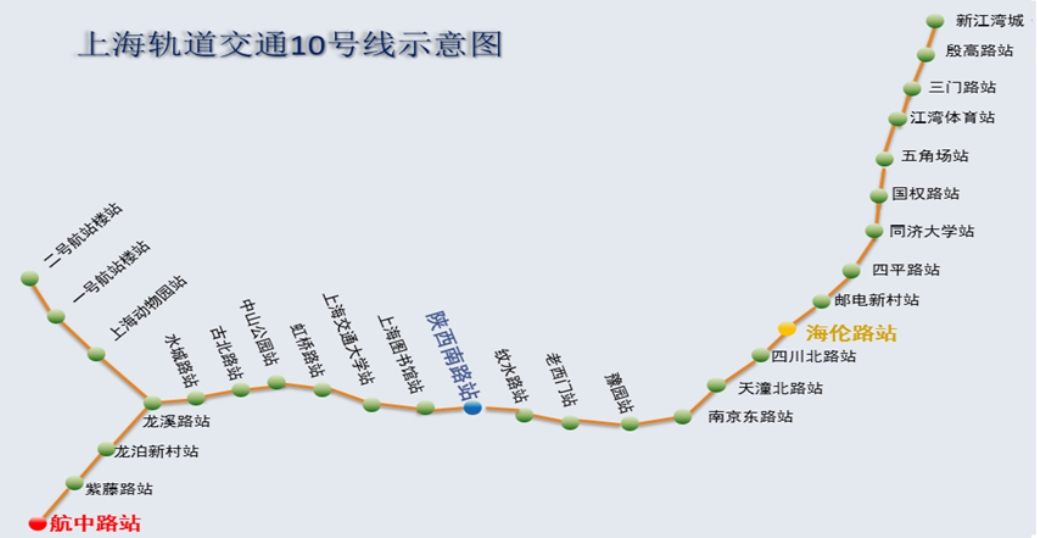 上海轨道交通10号线示意图
新江湾城
殷高路站
三门路站
江湾体育站
五角场站
国权路站
同济大学站
四平路站
邮电新村站
海伦路站
四川北路站
天潼北路站
南京东路站
豫园站
老西门站
纹水路站
陕西南路站
上海图书馆站
上海交通大学站
虹桥路站
中山公园站
古北路站
水城路站
龙溪路站
上海动物园站
一号航站楼站
二号航站楼站
龙泊新村站
紫藤路站
航中路站